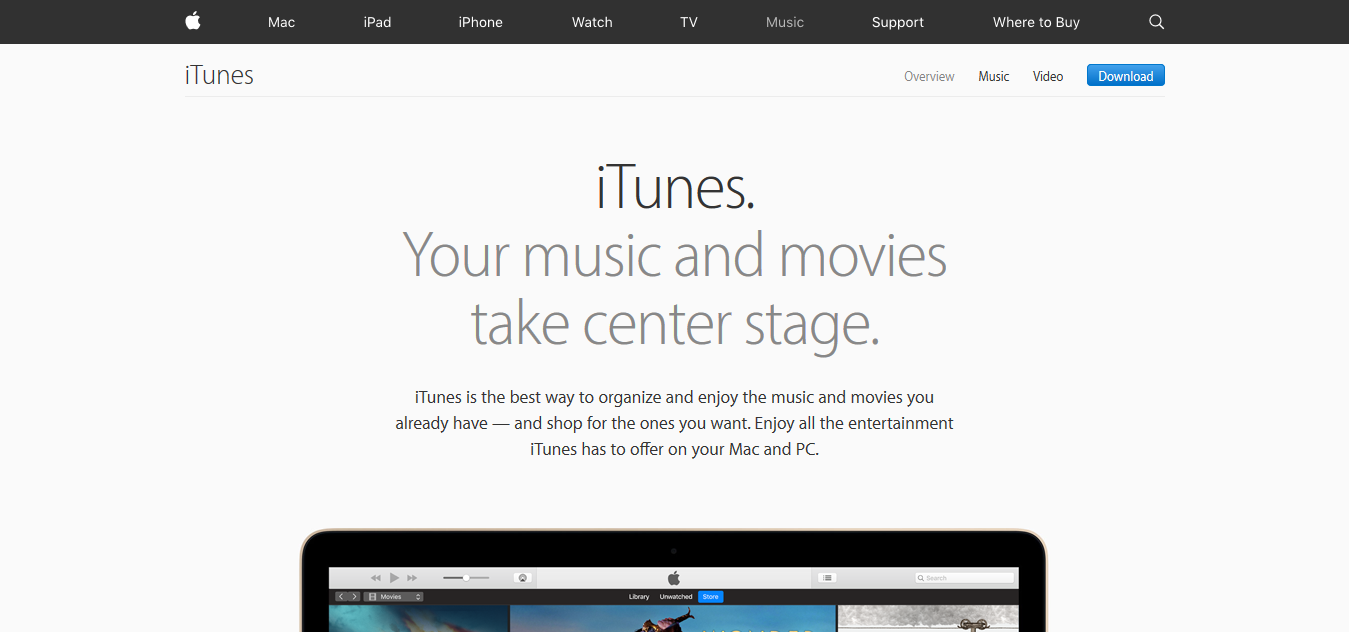 Mac iPad iPhone Watch TV Music Support Where to Buy
iTunes Overview Music Video Download
iTunes.
Your music and movies
take center stage.
iTunes is the best way to organize and enjoy the music and movies you
already have — and shop for the ones you want. Enjoy all the entertainment
iTunes has to offer on your Mac and PC.
Search
Movies Library Unwatched Store